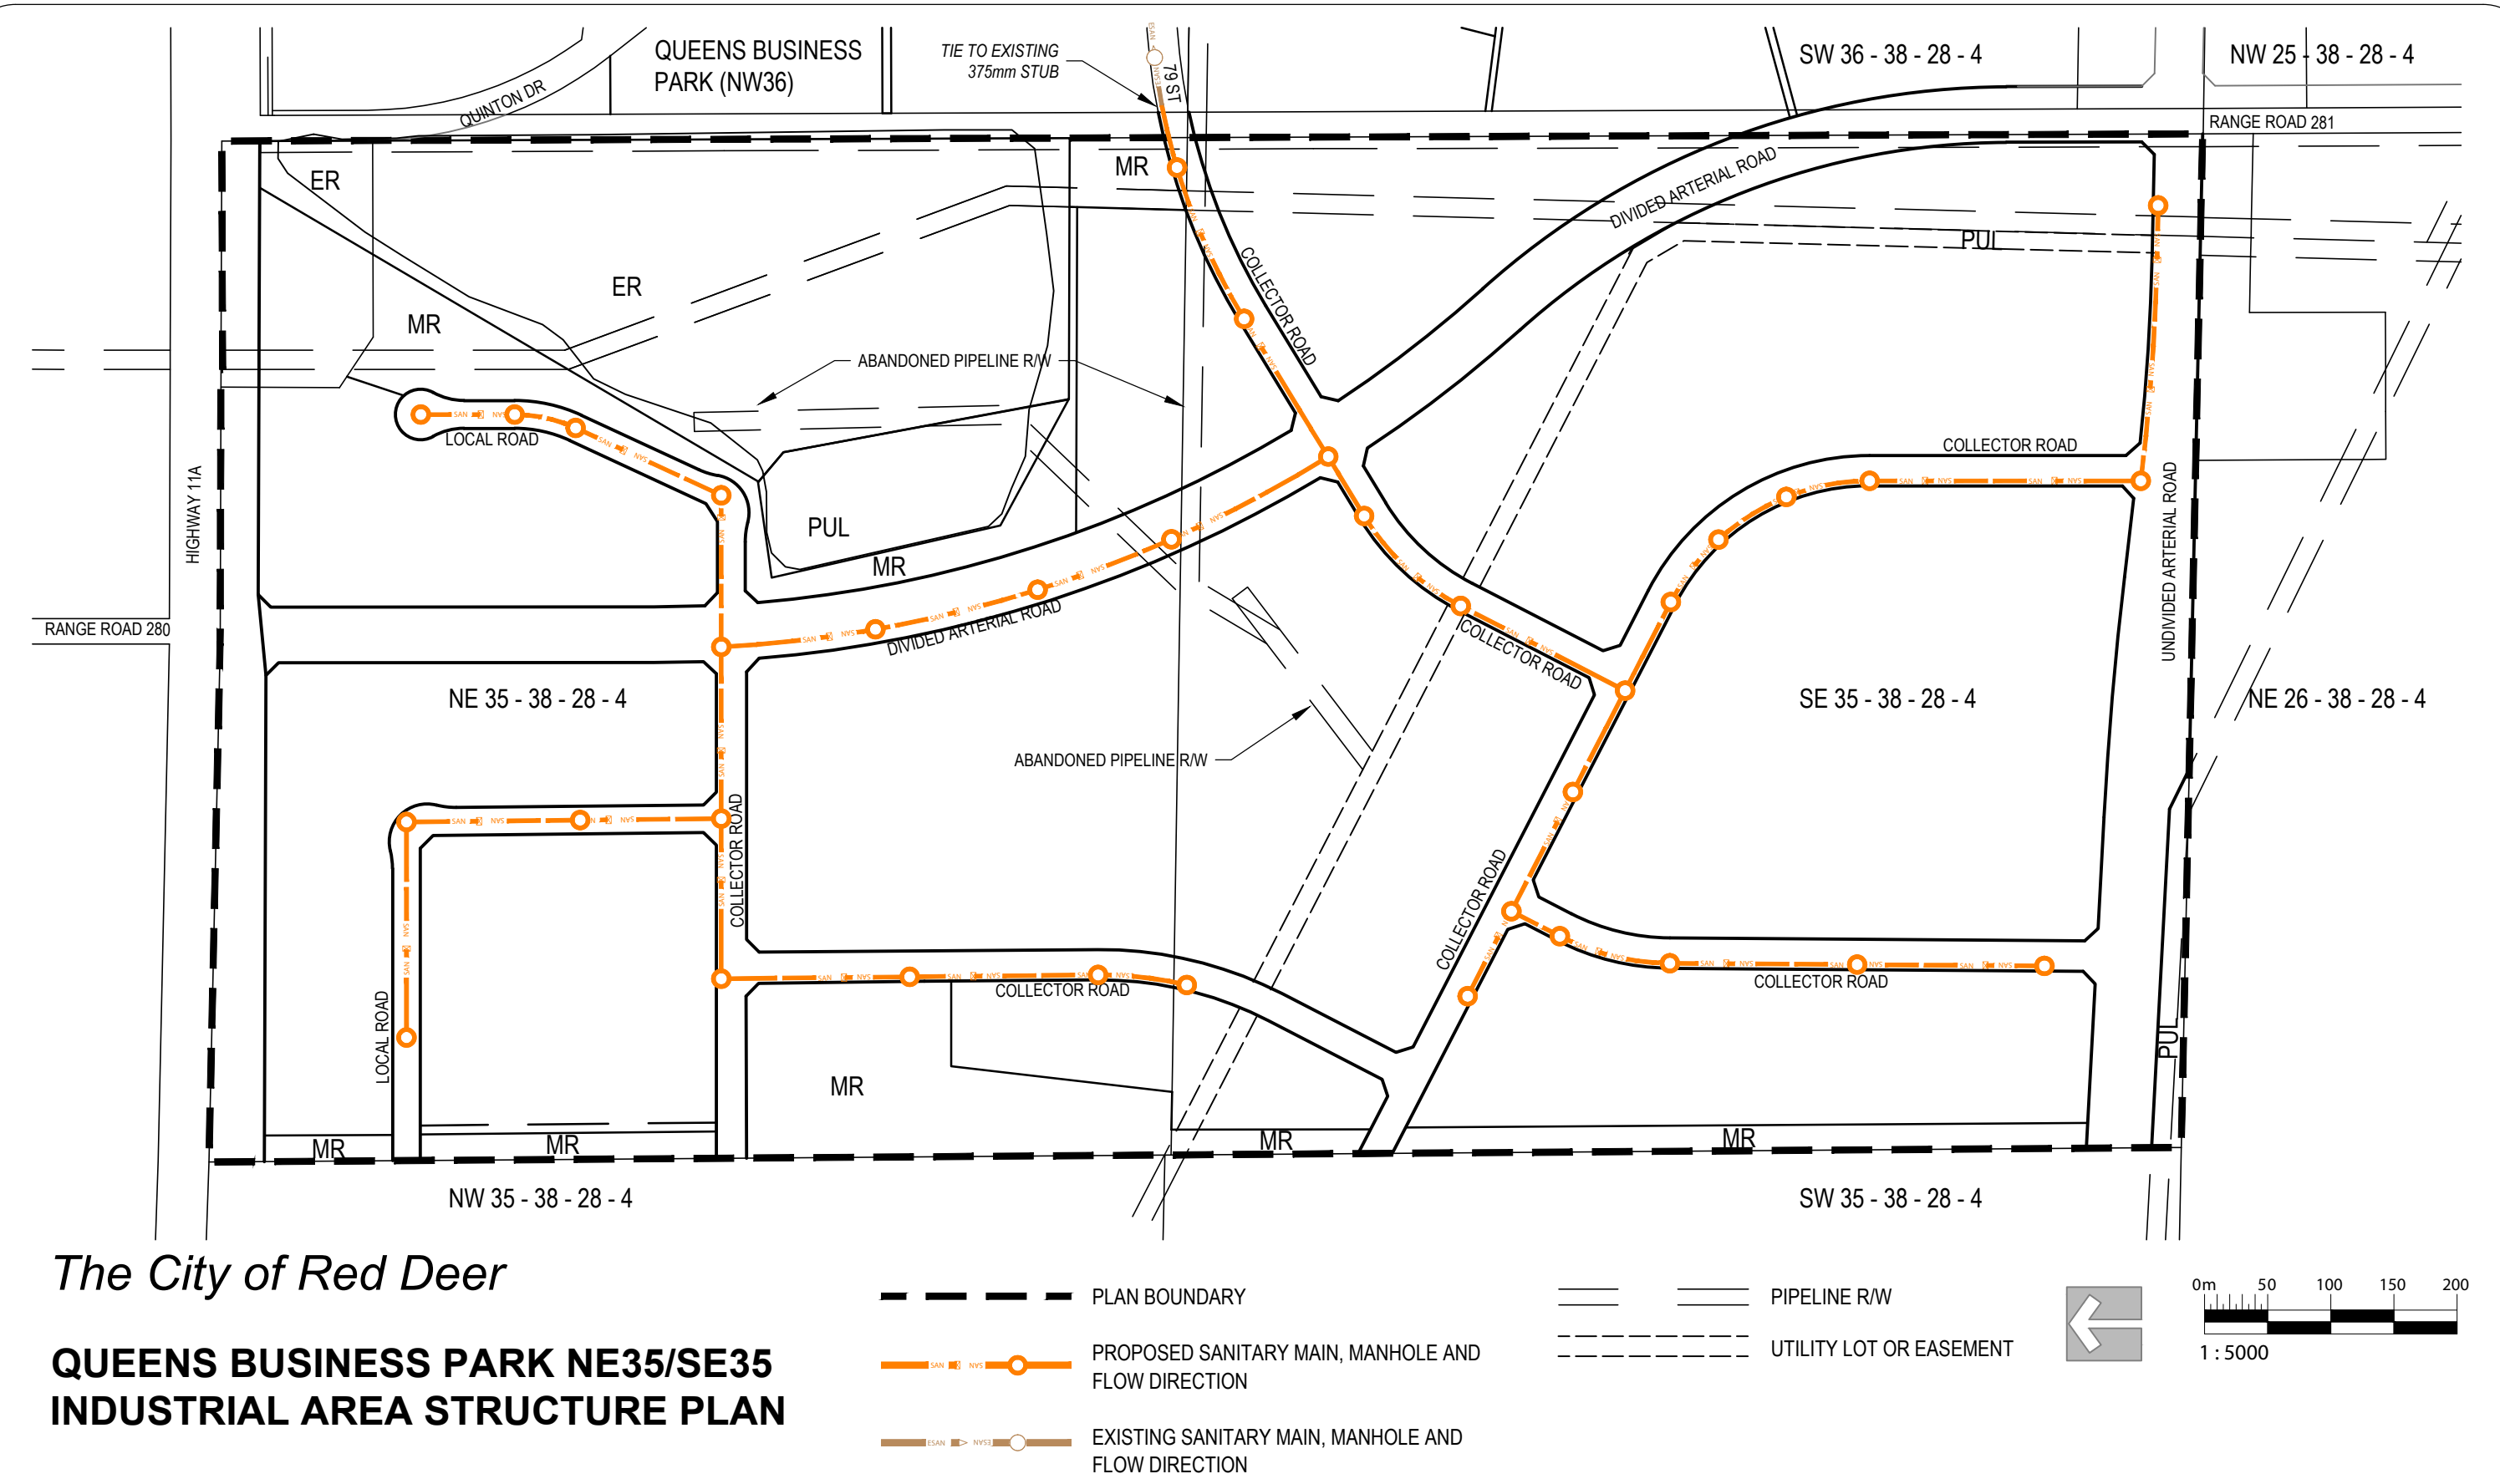 QUEENS BUSINESS
PARK (NW36)
TIE TO EXISTING
375mm STUB
ESAN
ESAN
79 ST
SW 36 - 38 - 28 - 4
NW 25 - 38 - 28 - 4
QUINTON DR
RANGE ROAD 281
ER
MR
DIVIDED ARTERIAL ROAD
PUL
ER
MR
COLLECTOR ROAD
ABANDONED PIPELINE R/W
LOCAL ROAD
COLLECTOR ROAD
HIGHWAY 11A
PUL
MR
UNDIVIDED ARTERIAL ROAD
RANGE ROAD 280
DIVIDED ARTERIAL ROAD
COLLECTOR ROAD
NE 35 - 38 - 28 - 4
SE 35 - 38 - 28 - 4
NE 26 - 38 - 28 - 4
ABANDONED PIPELINE R/W
COLLECTOR ROAD
COLLECTOR ROAD
COLLECTOR ROAD
COLLECTOR ROAD
LOCAL ROAD
PUL
MR
MR
MR
MR
MR
NW 35 - 38 - 28 - 4
SW 35 - 38 - 28 - 4
The City of Red Deer
QUEENS BUSINESS PARK NE35/SE35
INDUSTRIAL AREA STRUCTURE PLAN
PLAN BOUNDARY
SAN SAN
PROPOSED SANITARY MAIN, MANHOLE AND
FLOW DIRECTION
ESAN ESAN
EXISTING SANITARY MAIN, MANHOLE AND
FLOW DIRECTION
PIPELINE R/W
UTILITY LOT OR EASEMENT
0m 50 100 150 200
1 : 5000